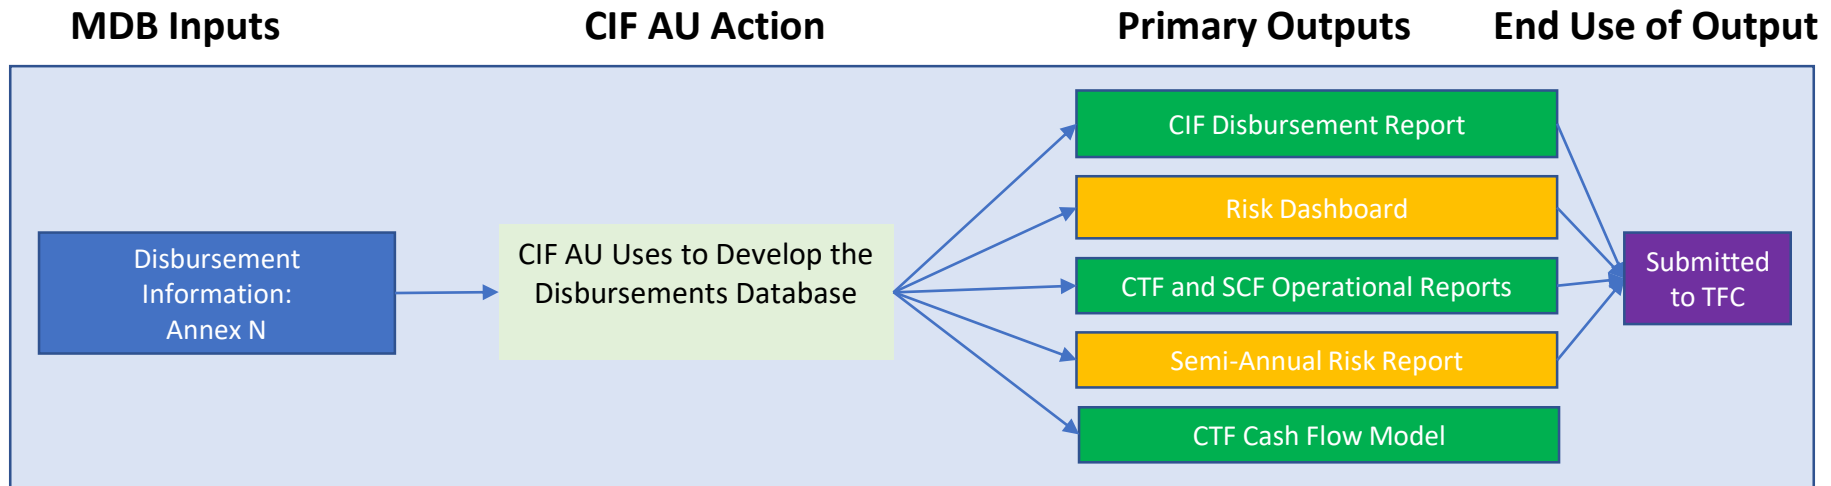 MDB Inputs
CIF AU Action
Primary Outputs
End Use of Output
Disbursement
Information:
Annex N
CIF AU Uses to Develop the
Disbursements Database
CIF Disbursement Report
Risk Dashboard
CTF and SCF Operational Reports
Semi-Annual Risk Report
CTF Cash Flow Model
Submitted
to TFC